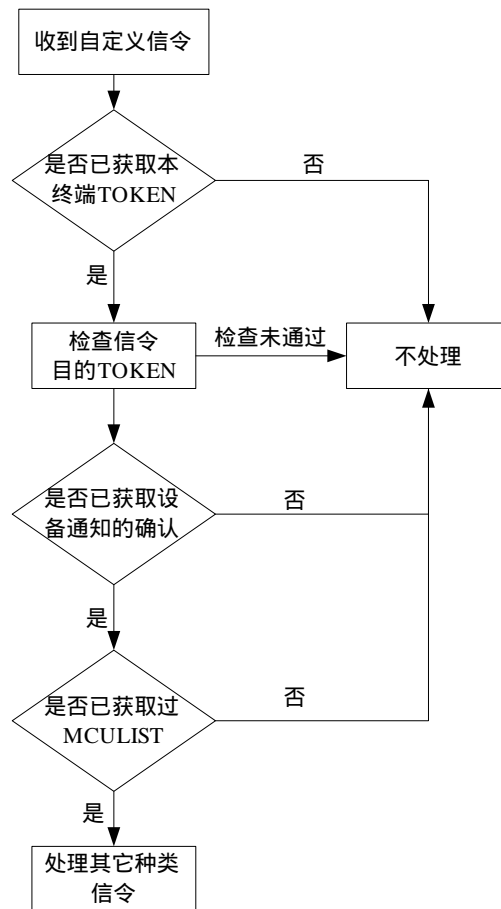 收到自定义信令
是否已获取本
终端TOKEN
否
是
检查信令
目的TOKEN
检查未通过
不处理
是否已获取设
备通知的确认
否
是
是否已获取过
MCULIST
否
是
处理其它种类
信令